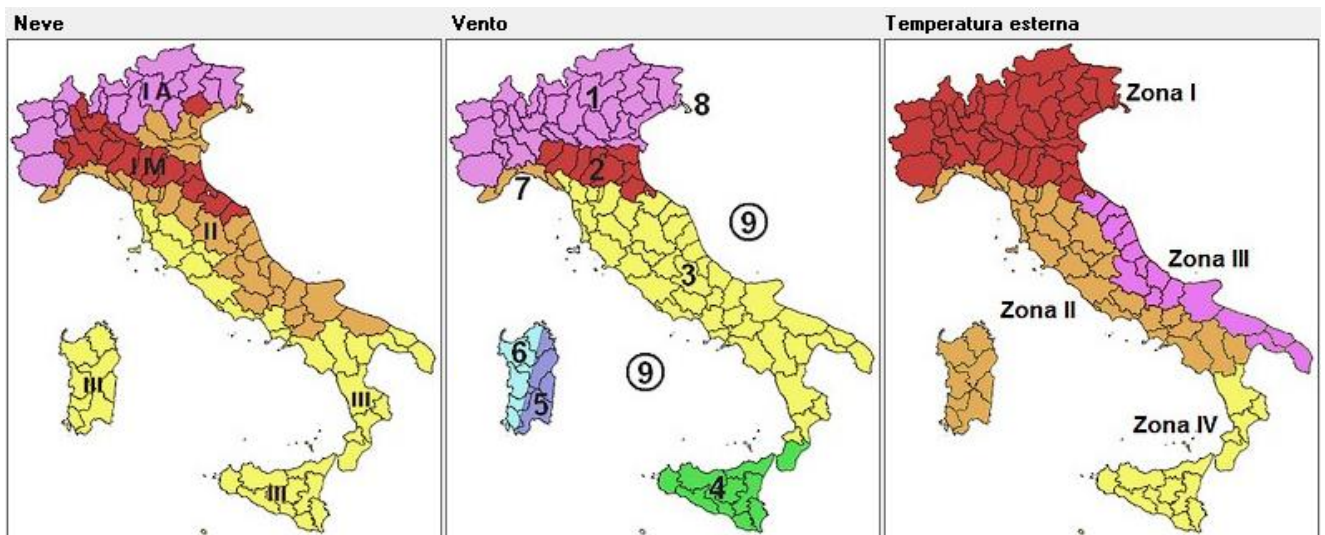 Neve
I A
I M
II
III
III
III
Vento
1
8
2
7
9
3
6
9
5
4
Temperatura esterna
Zona I
Zona III
Zona II
Zona IV